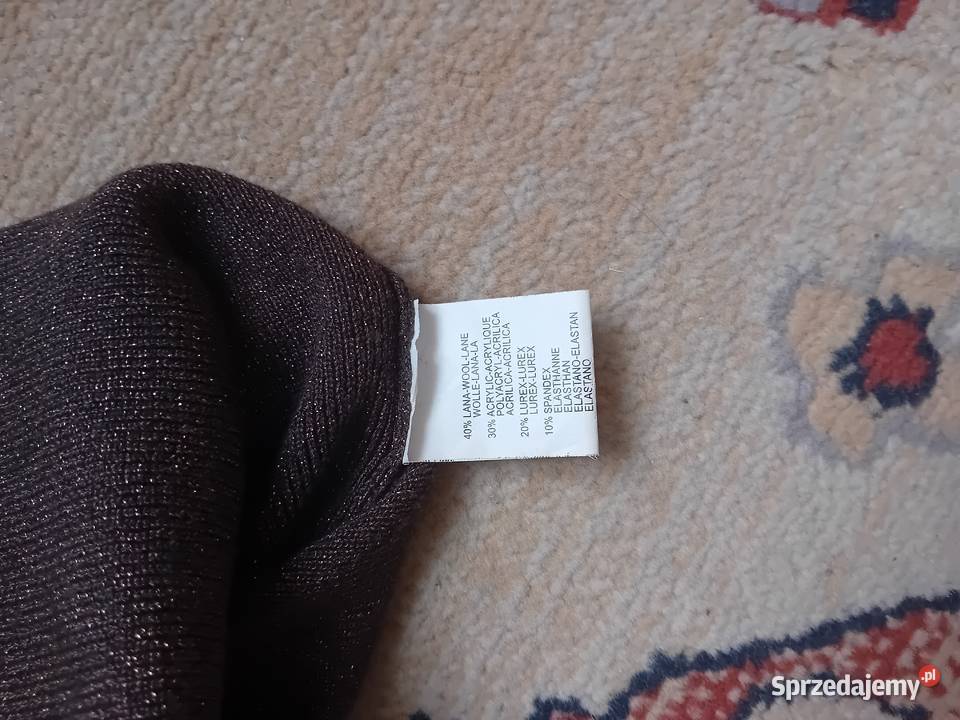 40% LANA-WOOL-LANE
WOLLE-LANA-LA
30% ACRYLIC-ACRYLIQUE
POLYACRYL-ACRILICA
ACRILICA-ACRILICA
20% LUREX-LUREX
LUREX-LUREX
10% SPANDEX
ELASTHANNE
ELASTHAN
ELASTANO-ELASTAN
ELASTANO
Sprzedajemy.pl